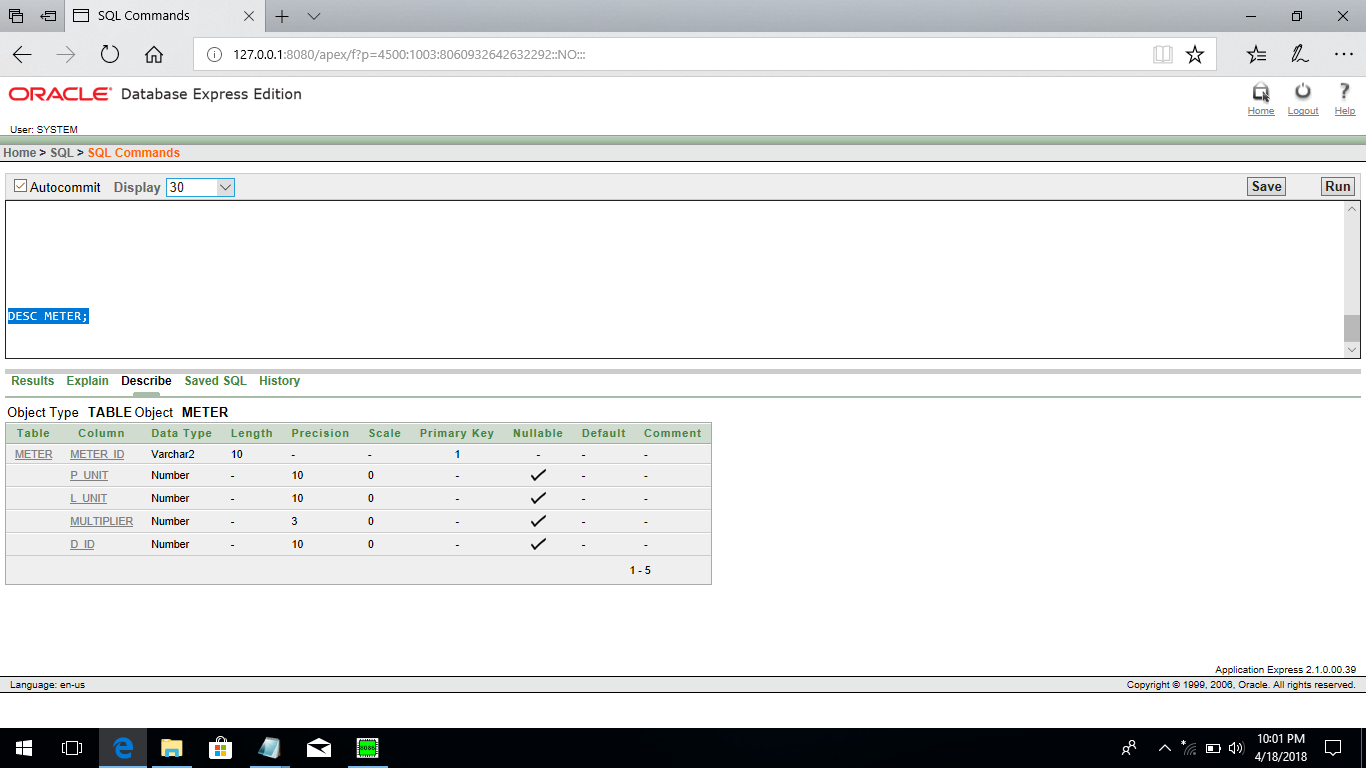 SQL Commands
127.0.0.1:8080/apex/f?p=4500:1003:8060932642632292::NO:::
ORACLE Database Express Edition
Home Logout Help
User: SYSTEM
Home > SQL > SQL Commands
Autocommit Display 30 Save Run
DESC METER;
Results Explain Describe Saved SQL History
Object Type TABLE Object METER
Table Column Data Type Length Precision Scale Primary Key Nullable Default Comment
METER METER_ID Varchar2 10 - - 1 - - -
P_UNIT Number - 10 0 - - -
L_UNIT Number - 10 0 - - -
MULTIPLIER Number - 3 0 - - -
D_ID Number - 10 0 - - -
1 - 5
Application Express 2.1.0.00.39
Language: en-us Copyright © 1999, 2006, Oracle. All rights reserved.
8086
10:01 PM
4/18/2018